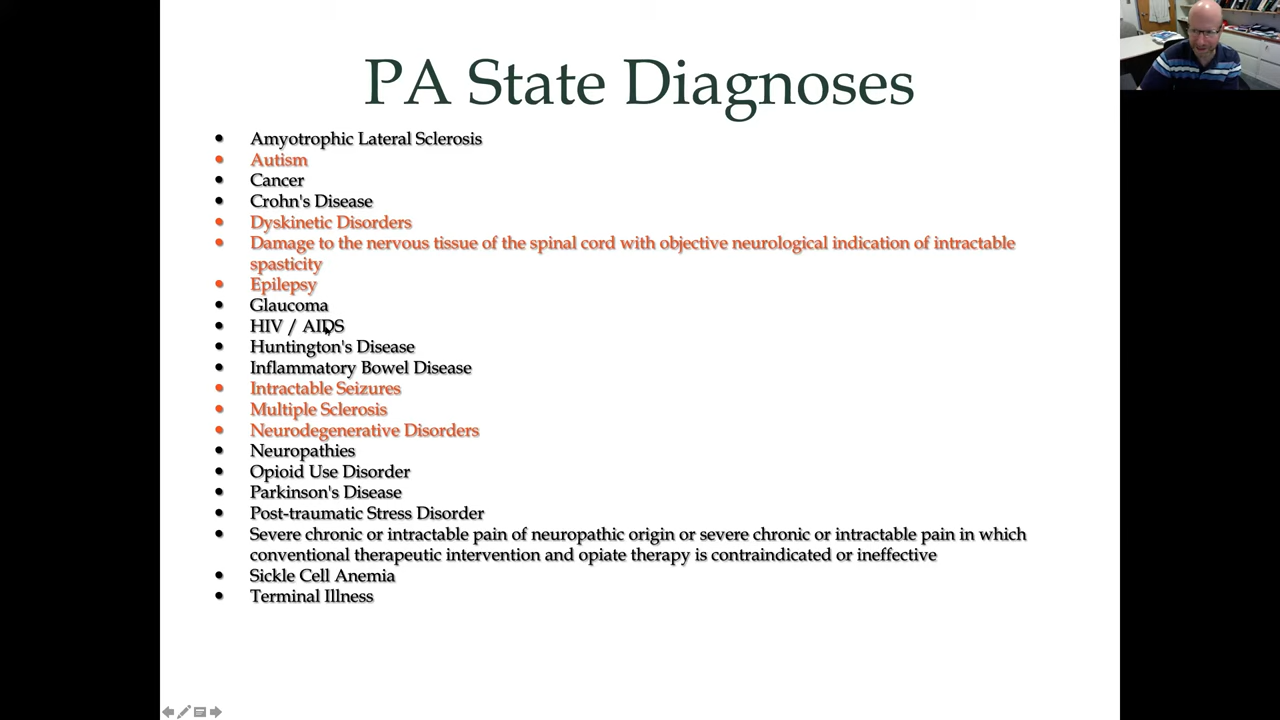 PA State Diagnoses
• Amyotrophic Lateral Sclerosis
• Autism
• Cancer
• Crohn's Disease
• Dyskinetic Disorders
• Damage to the nervous tissue of the spinal cord with objective neurological indication of intractable
spasticity
• Epilepsy
• Glaucoma
• HIV / AIDS
• Huntington's Disease
• Inflammatory Bowel Disease
• Intractable Seizures
• Multiple Sclerosis
• Neurodegenerative Disorders
• Neuropathies
• Opioid Use Disorder
• Parkinson's Disease
• Post-traumatic Stress Disorder
• Severe chronic or intractable pain of neuropathic origin or severe chronic or intractable pain in which
conventional therapeutic intervention and opiate therapy is contraindicated or ineffective
• Sickle Cell Anemia
• Terminal Illness